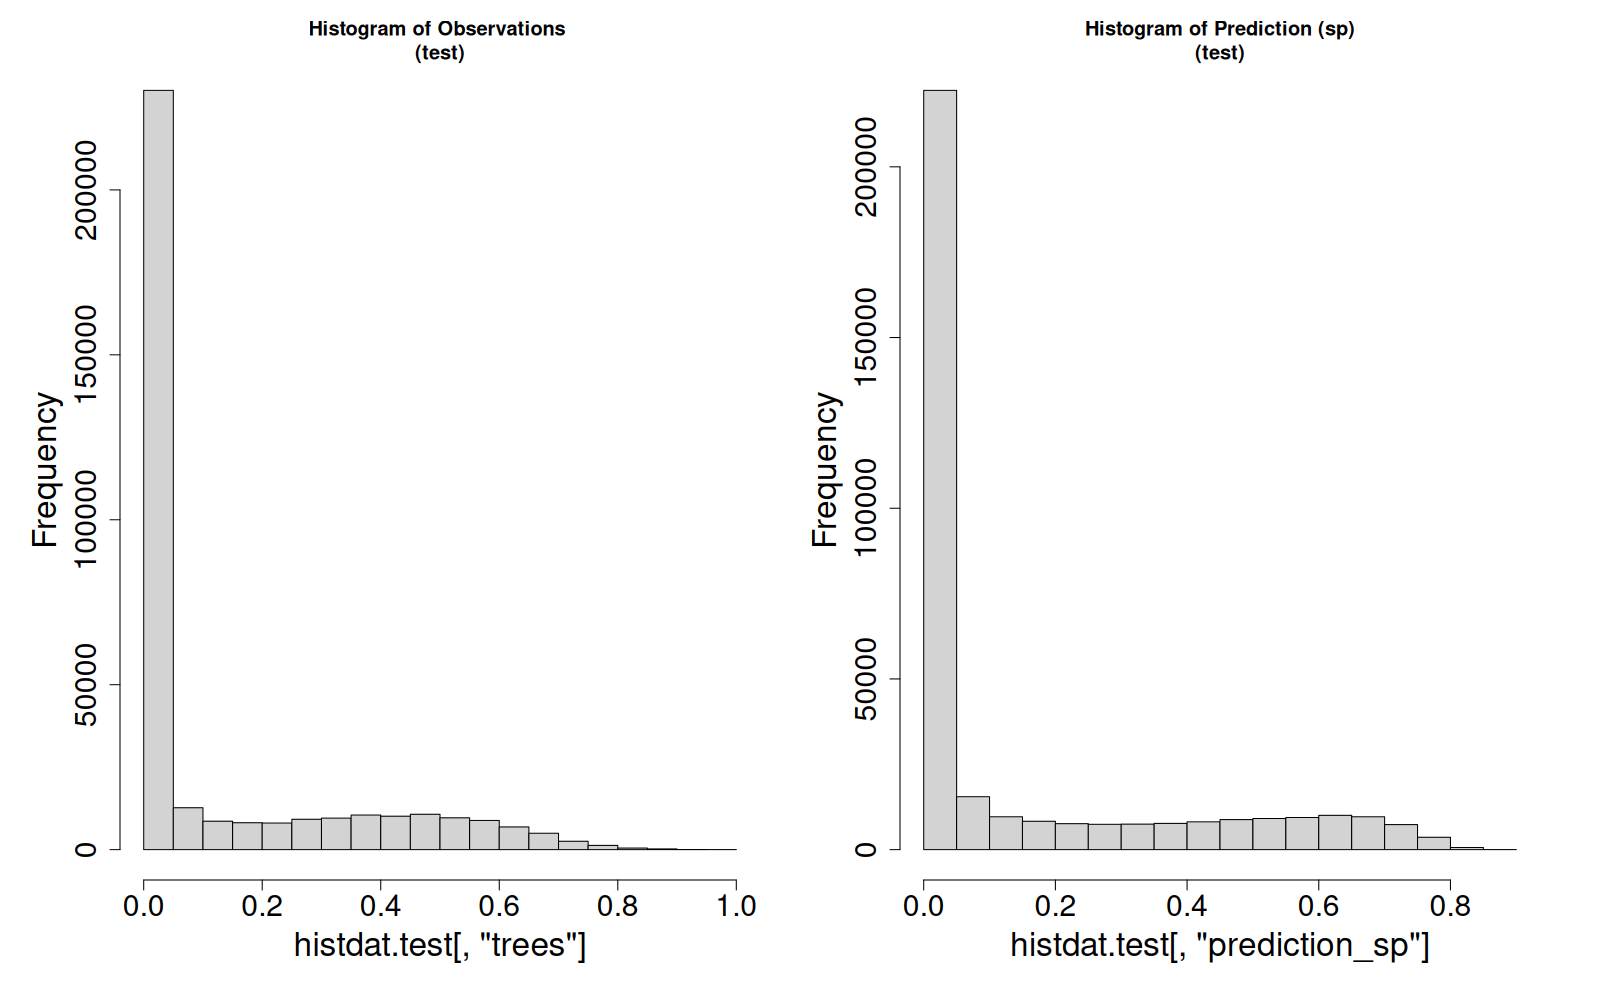 Histogram of Observations
(test)
Frequency
200000
150000
100000
50000
0
0.0 0.2 0.4 0.6 0.8 1.0
histdat.test[, "trees"]
Histogram of Prediction (sp)
(test)
Frequency
200000
150000
100000
50000
0
0.0 0.2 0.4 0.6 0.8
histdat.test[, "prediction_sp"]